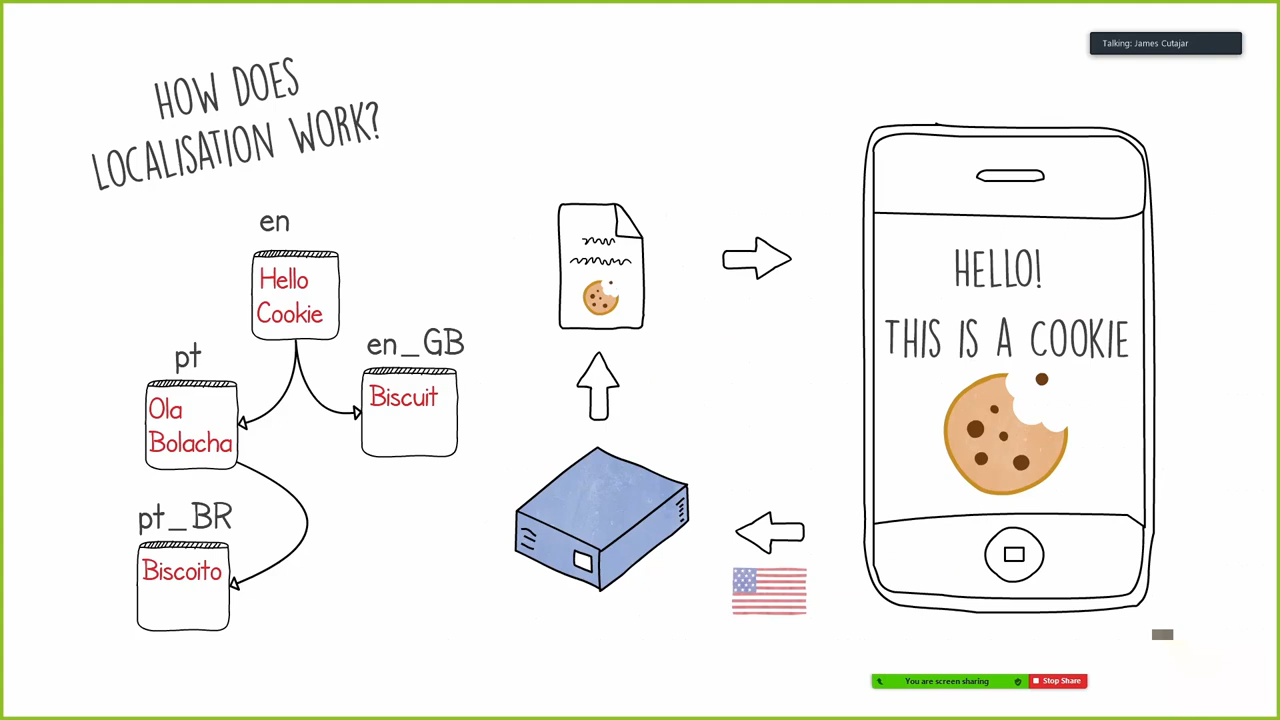 Talking: James Cutajar
HOW DOES
LOCALISATION WORK?
en
Hello
Cookie
pt
Ola
Bolacha
en_GB
Biscuit
pt_BR
Biscoito
HELLO!
THIS IS A COOKIE
You are screen sharing
Stop Share